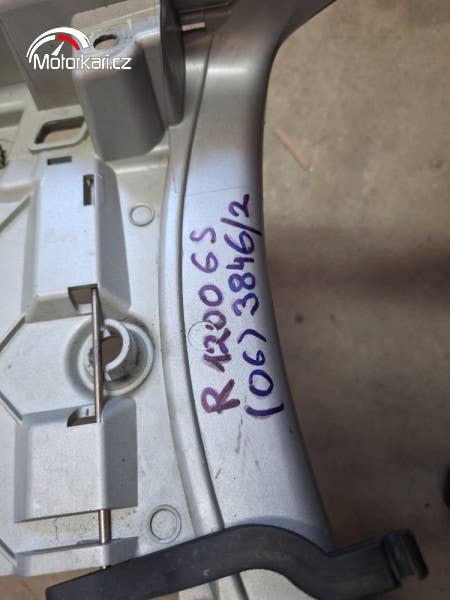 Motorkari.cz
R 1200 GS
(06) 3846/2